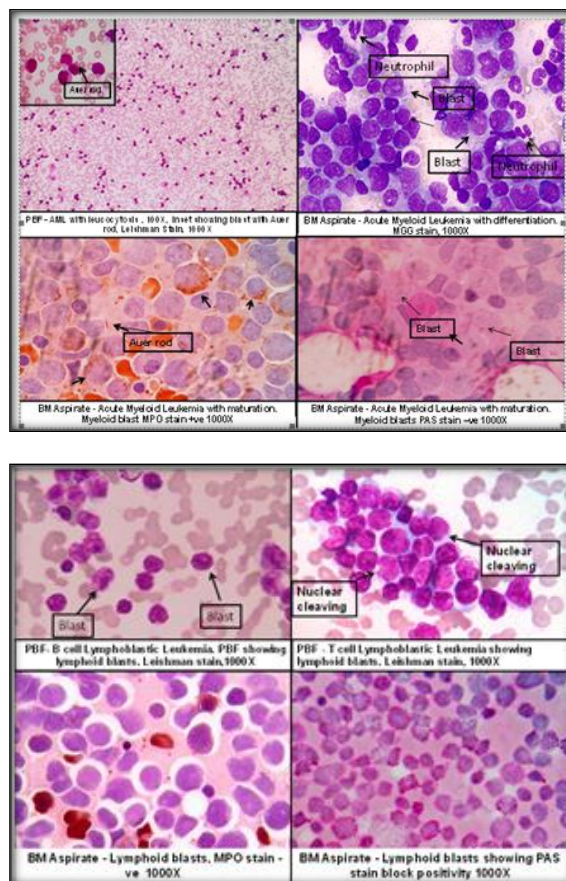 Auer rod,
Neutrophil
Blast
Blast
Neutrophil
PBF - AML with leucocytosis , 100X, Inset showing blast with Auer
rod, Leishman Stain, 1000 X
BM Aspirate - Acute Myeloid Leukemia with differentiation.
MGG stain, 1000X
Auer rod
Blast
Blast
BM Aspirate - Acute Myeloid Leukemia with maturation.
Myeloid blast MPO stain +ve 1000X
BM Aspirate - Acute Myeloid Leukemia with maturation.
Myeloid blasts PAS stain –ve 1000X
Blast
Blast
Nuclear
cleaving
Nuclear
cleaving
PBF- B cell Lymphoblastic Leukemia. PBF showing
lymphoid blasts. Leishman stain,1000X
PBF - T cell Lymphoblastic Leukemia showing
lymphoid blasts. Leishman stain, 1000X
BM Aspirate - Lymphoid blasts, MPO stain -
ve 1000X
BM Aspirate - Lymphoid blasts showing PAS
stain block positivity 1000X